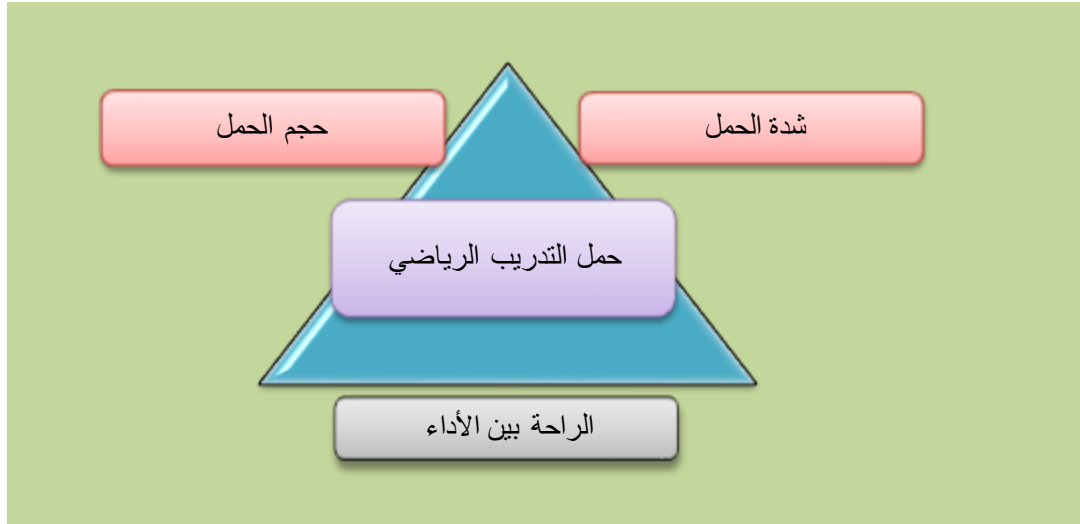 شدة الحمل
حجم الحمل
حمل التدريب الرياضي
الراحة بين الأداء